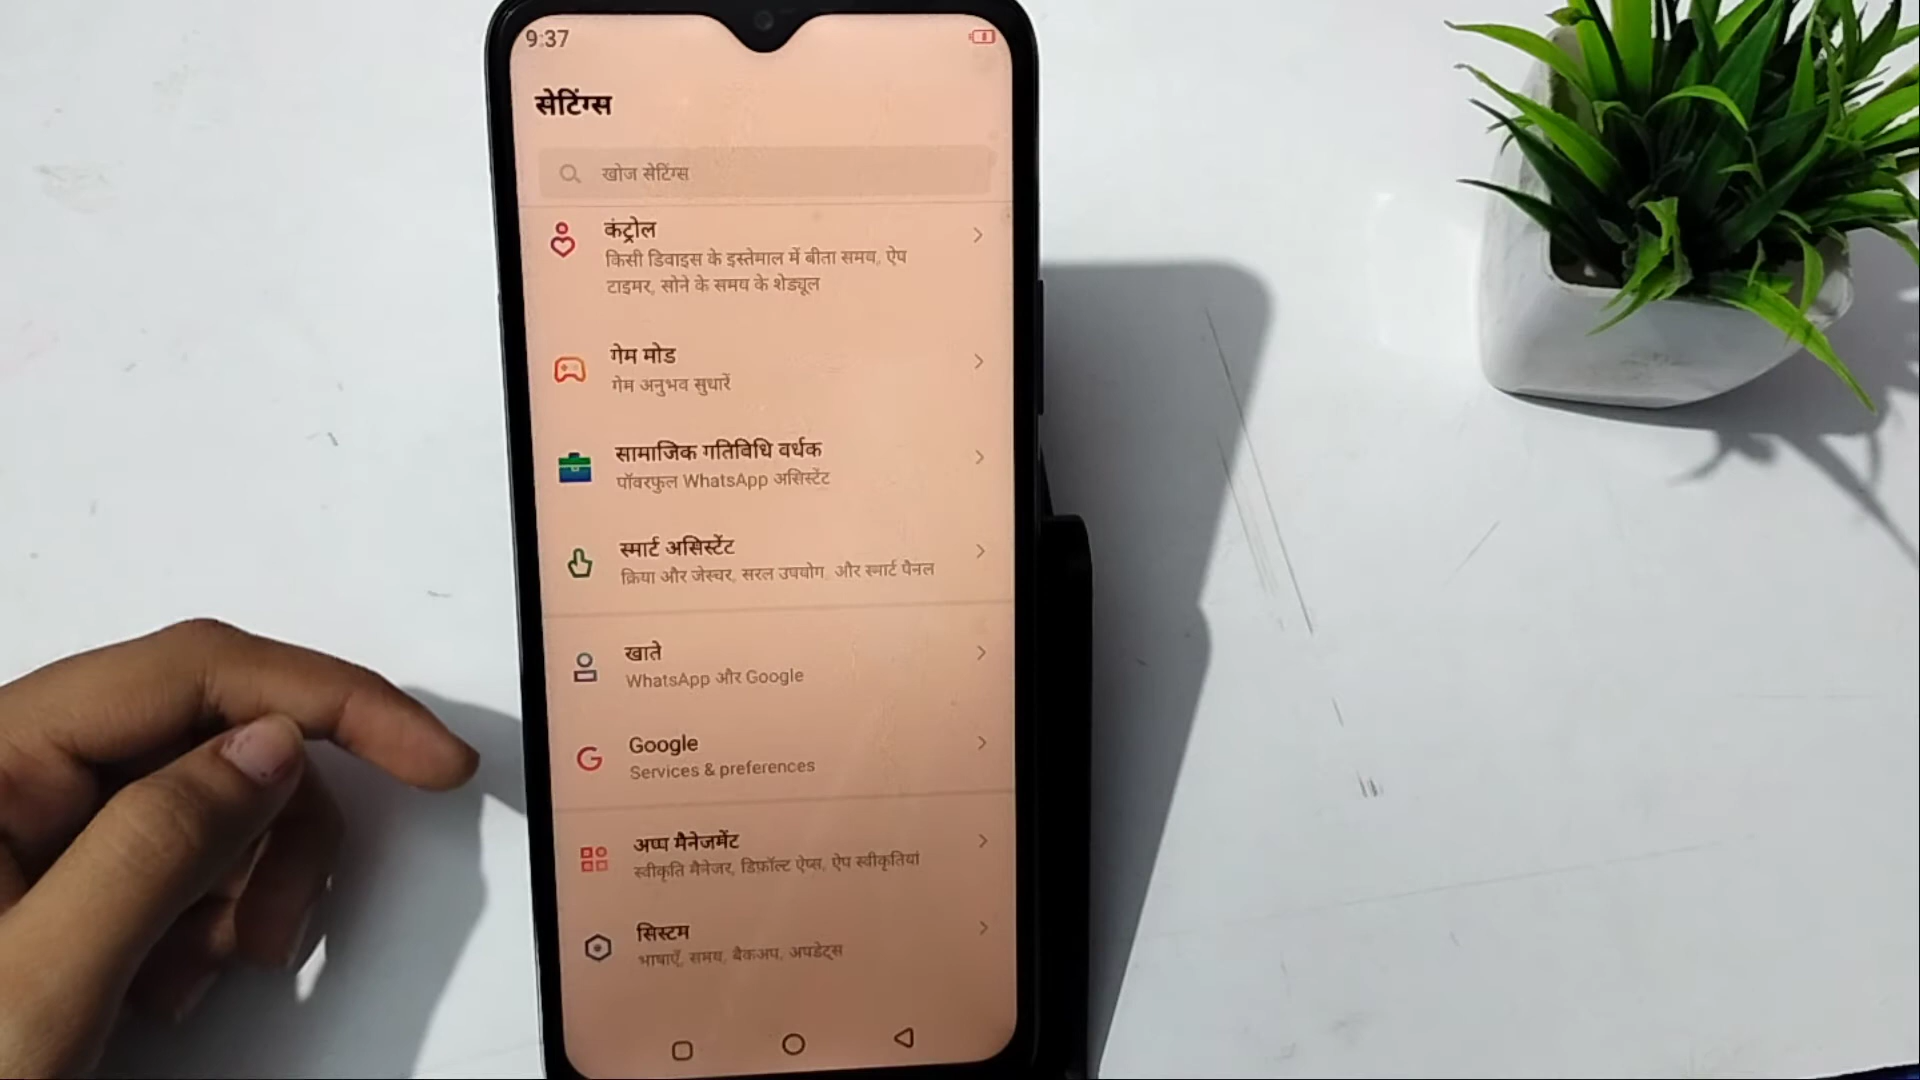 9:37
सेटिंग्स
खोज सेटिंग्स
कंट्रोल
किसी डिवाइस के इस्तेमाल में बीता समय, ऐप
टाइमर, सोने के समय के शेड्यूल
गेम मोड
गेम अनुभव सुधारें
सामाजिक गतिविधि वर्धक
पॉवरफुल WhatsApp असिस्टेंट
स्मार्ट असिस्टेंट
क्रिया और जेस्चर, सरल उपयोग और स्मार्ट पैनल
खाते
WhatsApp और Google
Google
Services & preferences
अप्प मैनेजमेंट
स्वीकृति मैनेजर, डिफ़ॉल्ट ऐप्स, ऐप स्वीकृतियां
सिस्टम
भाषाएँ, समय, बैकअप, अपडेट्स